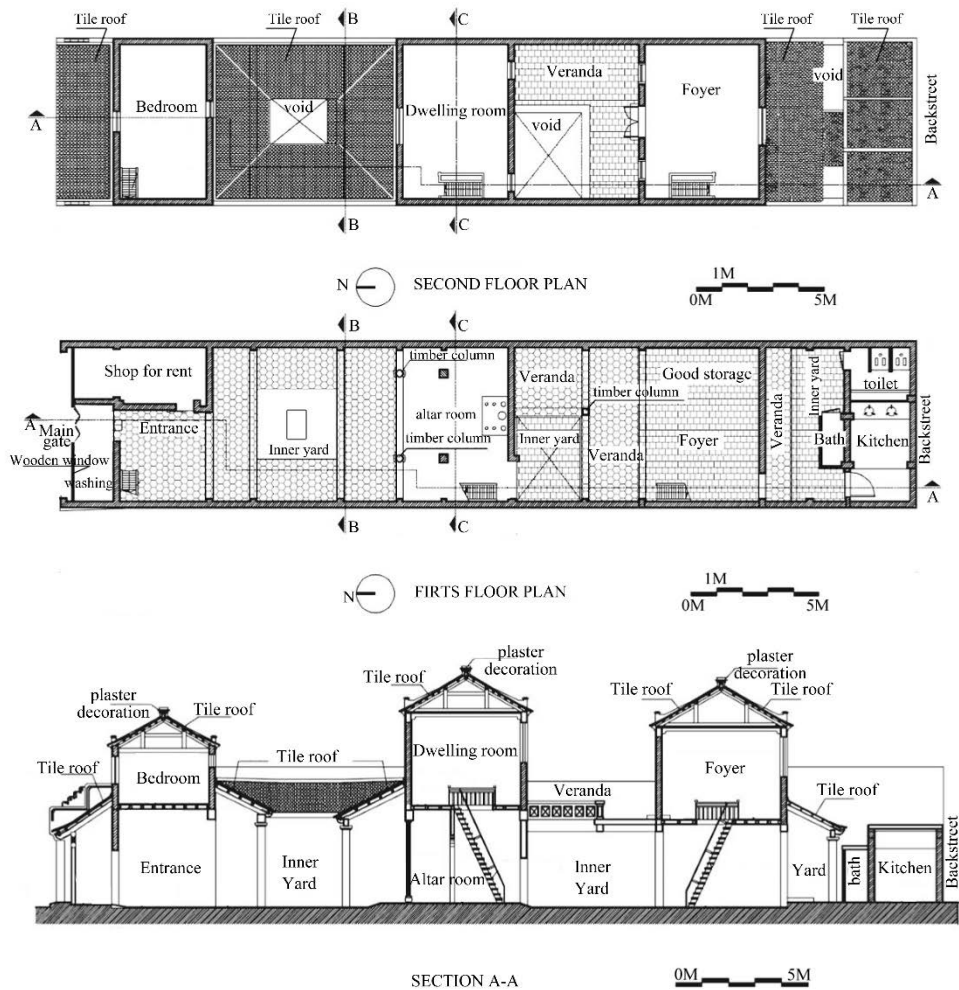 Tile roof
Tile roof
B
C
Tile roof
Tile roof
Bedroom
void
Dwelling room
Veranda
void
Foyer
void
Backstreet
A
A
B
C
N
SECOND FLOOR PLAN
1M
0M
5M
B
C
Shop for rent
timber column
Veranda
Good storage
Inner yard
toilet
A
Main
gate
Entrance
Inner yard
altar room
timber column
timber column
Inner yard
Veranda
Foyer
Veranda
Bath
Kitchen
Backstreet
Wooden window
washing
A
B
C
N
FIRTS FLOOR PLAN
1M
0M
5M
plaster
decoration
Tile roof
plaster
decoration
Tile roof
Tile roof
plaster
decoration
Tile roof
Tile roof
Tile roof
Bedroom
Dwelling room
Veranda
Foyer
Tile roof
Entrance
Inner
Yard
Altar room
Inner
Yard
Yard
bath
Kitchen
Backstreet
SECTION A-A
0M
5M